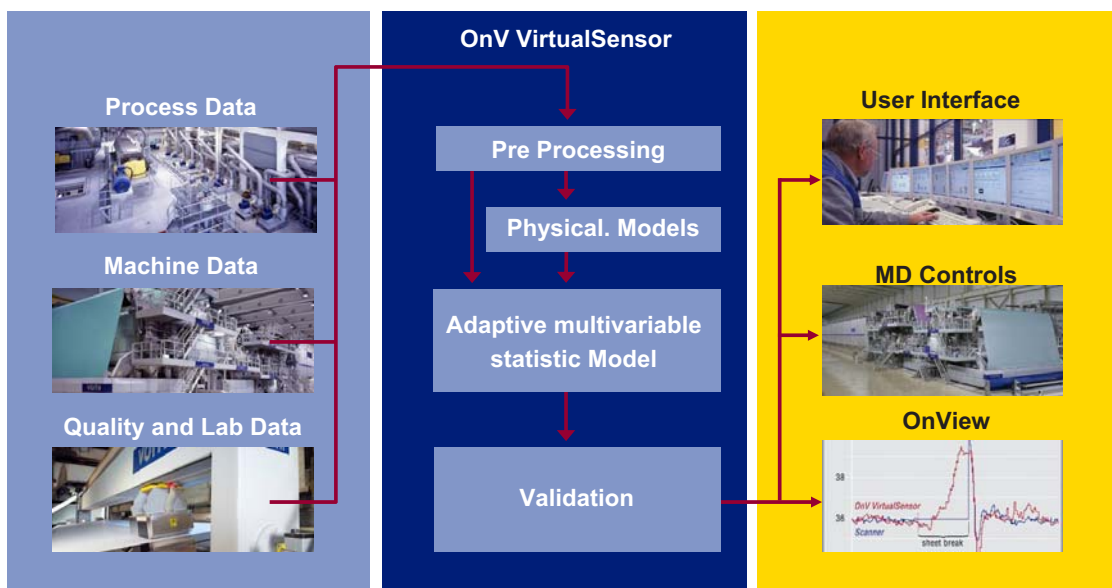 OnV VirtualSensor
Process Data
Machine Data
VOITH
Quality and Lab Data
Pre Processing
Physical. Models
Adaptive multivariable
statistic Model
Validation
User Interface
MD Controls
OnView
38
36
OnV VirtualSensor
Scanner
sheet break